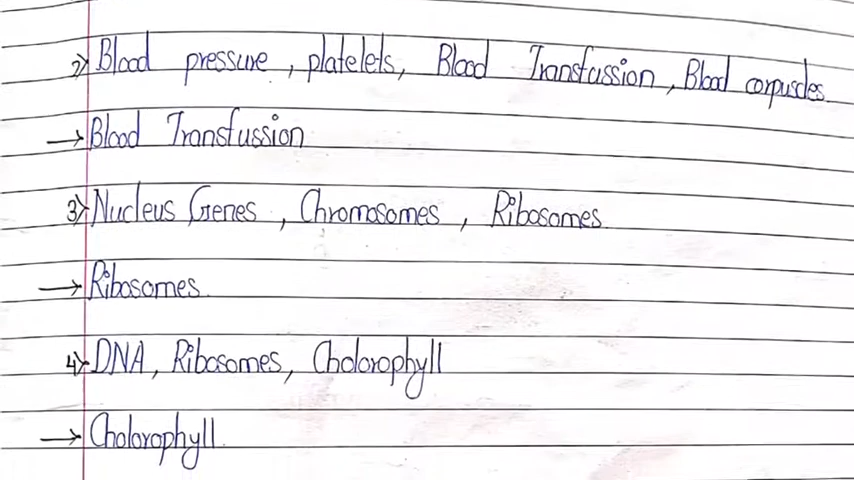 2) Blood pressure, platelets, Blood Transfussion, Blood corpuscles.
→ Blood Transfussion
3) Nucleus Genes, Chromosomes, Ribosomes
→ Ribosomes.
4) DNA, Ribosomes, Cholorophyll
→ Cholorophyll.